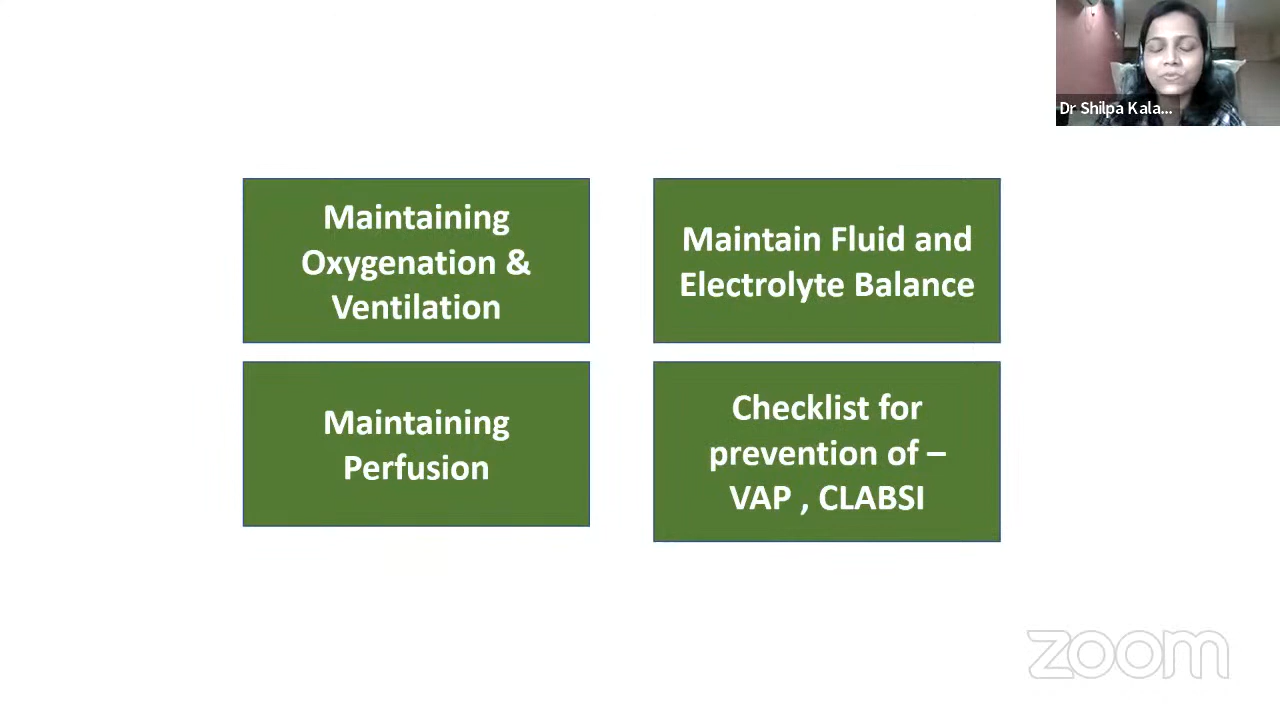 Dr Shilpa Kala...
Maintaining
Oxygenation &
Ventilation
Maintain Fluid and
Electrolyte Balance
Maintaining
Perfusion
Checklist for
prevention of –
VAP , CLABSI
zoom